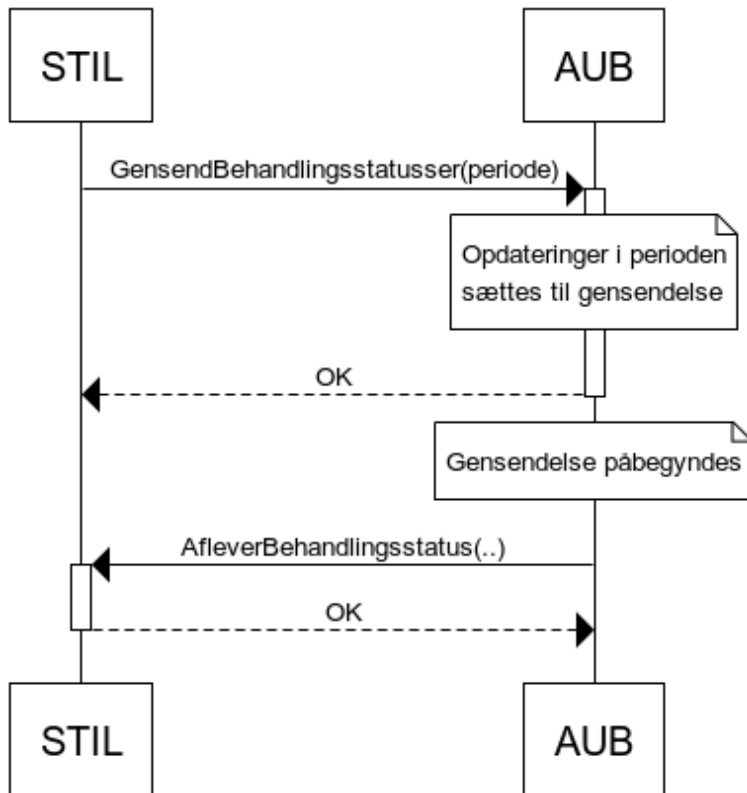 STIL
AUB
GensendBehandlingsstatusser(periode)
Opdateringer i perioden
sættes til gensendelse
OK
Gensendelse påbegyndes
AfleverBehandlingsstatus(..)
OK
STIL
AUB